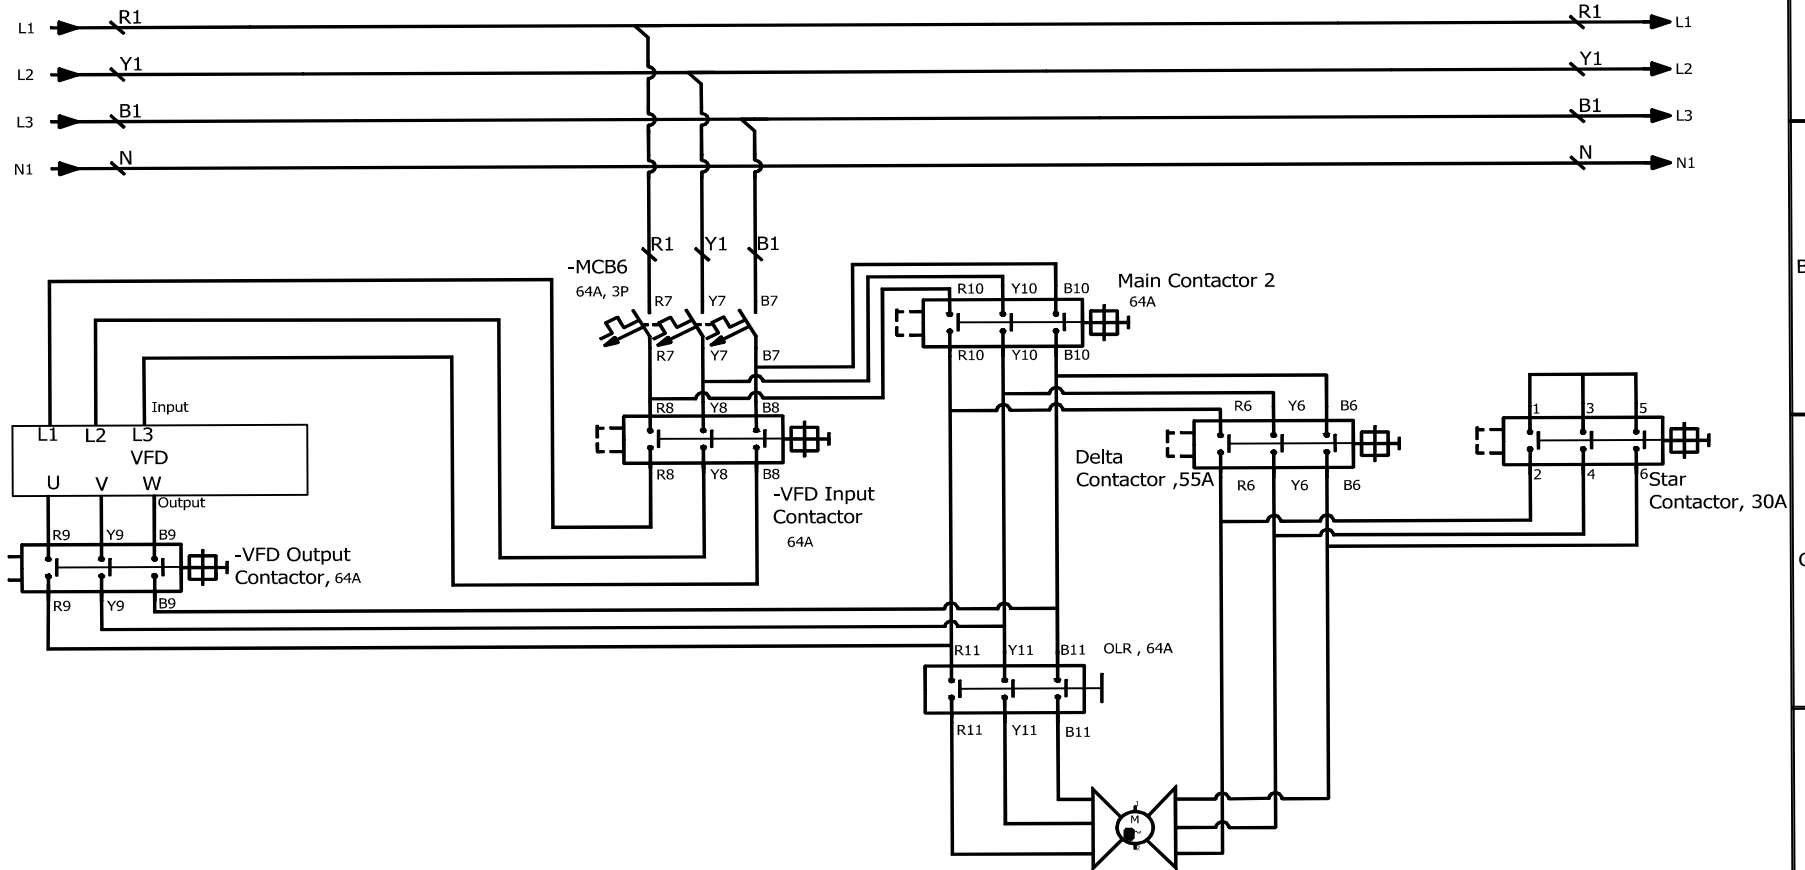 L1 R1 R1 L1
L2 Y1 Y1 L2
L3 B1 B1 L3
N1 N N N1
R1 Y1 B1
B
-MCB6
64A, 3P
R7 Y7 B7
R7 Y7 B7
R10 Y10 B10
Main Contactor 2
64A
R10 Y10 B10
Input
L1 L2 L3
VFD
U V W
Output
R8 Y8 B8
R8 Y8 B8
-VFD Input
Contactor
64A
R6 Y6 B6
Delta
Contactor ,55A
R6 Y6 B6
1 3 5
2 4 6
Star
Contactor, 30A
R9 Y9 B9
-VFD Output
Contactor, 64A
R9 Y9 B9
R11 Y11 B11
OLR , 64A
R11 Y11 B11
M
~